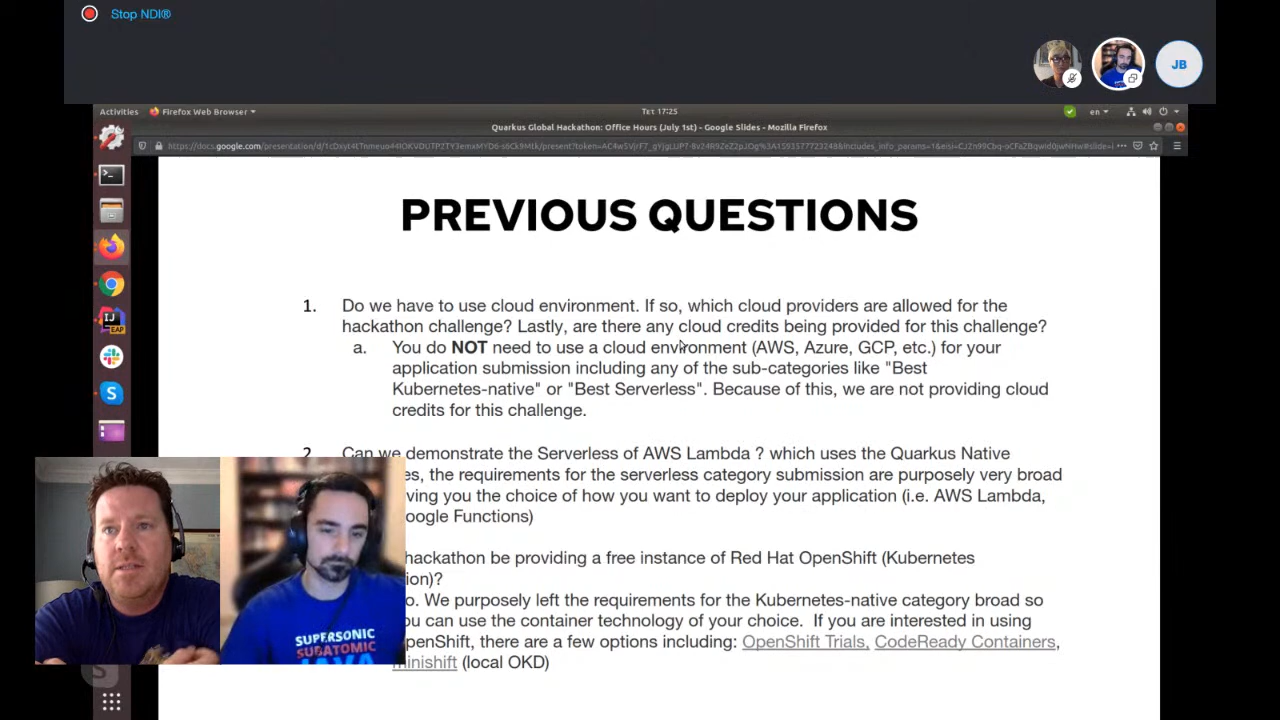 Stop NDI®
JB
Activities Firefox Web Browser Τετ 17:25 en
Quarkus Global Hackathon: Office Hours (July 1st) - Google Slides - Mozilla Firefox
PREVIOUS QUESTIONS
1. Do we have to use cloud environment. If so, which cloud providers are allowed for the
hackathon challenge? Lastly, are there any cloud credits being provided for this challenge?
a. You do NOT need to use a cloud environment (AWS, Azure, GCP, etc.) for your
application submission including any of the sub-categories like "Best
Kubernetes-native" or "Best Serverless". Because of this, we are not providing cloud
credits for this challenge.
2 Can we demonstrate the Serverless of AWS Lambda ? which uses the Quarkus Native
es, the requirements for the serverless category submission are purposely very broad
ving you the choice of how you want to deploy your application (i.e. AWS Lambda,
oogle Functions)
hackathon be providing a free instance of Red Hat OpenShift (Kubernetes
ion)?
o. We purposely left the requirements for the Kubernetes-native category broad so
ou can use the container technology of your choice. If you are interested in using
penShift, there are a few options including: OpenShift Trials, CodeReady Containers,
minishift (local OKD)
SUPERSONIC
SUBATOMIC
JAVA